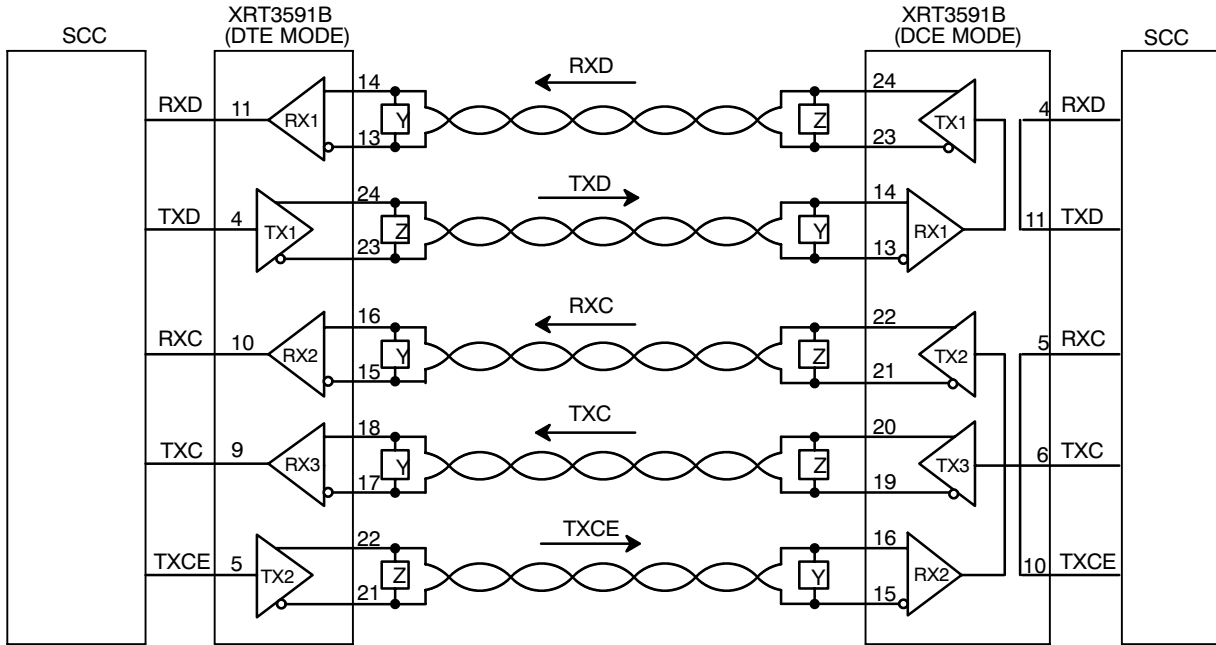 XRT3591B
(DTE MODE)
XRT3591B
(DCE MODE)
SCC
SCC
RXD 11 RX1 14 13 Y RXD Z 24 23 TX1 4 RXD
TXD 4 TX1 24 23 Z TXD Y 14 13 RX1 11 TXD
RXC 10 RX2 16 15 Y RXC Z 22 21 TX2 5 RXC
TXC 9 RX3 18 17 Y TXC Z 20 19 TX3 6 TXC
TXCE 5 TX2 22 21 Z TXCE Y 16 15 RX2 10 TXCE